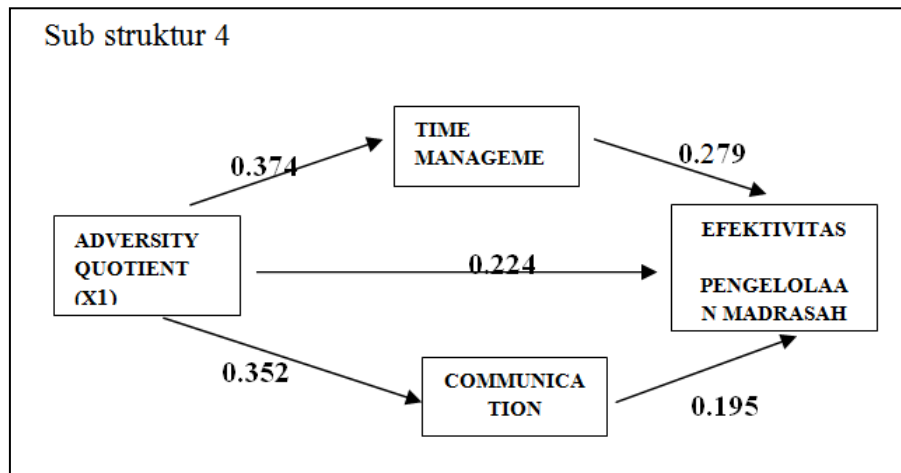 Sub struktur 4
TIME
MANAGEME
0.374
0.279
ADVERSITY
QUOTIENT
(X1)
0.224
EFEKTIVITAS
PENGELOLAA
N MADRASAH
0.352
COMMUNICA
TION
0.195